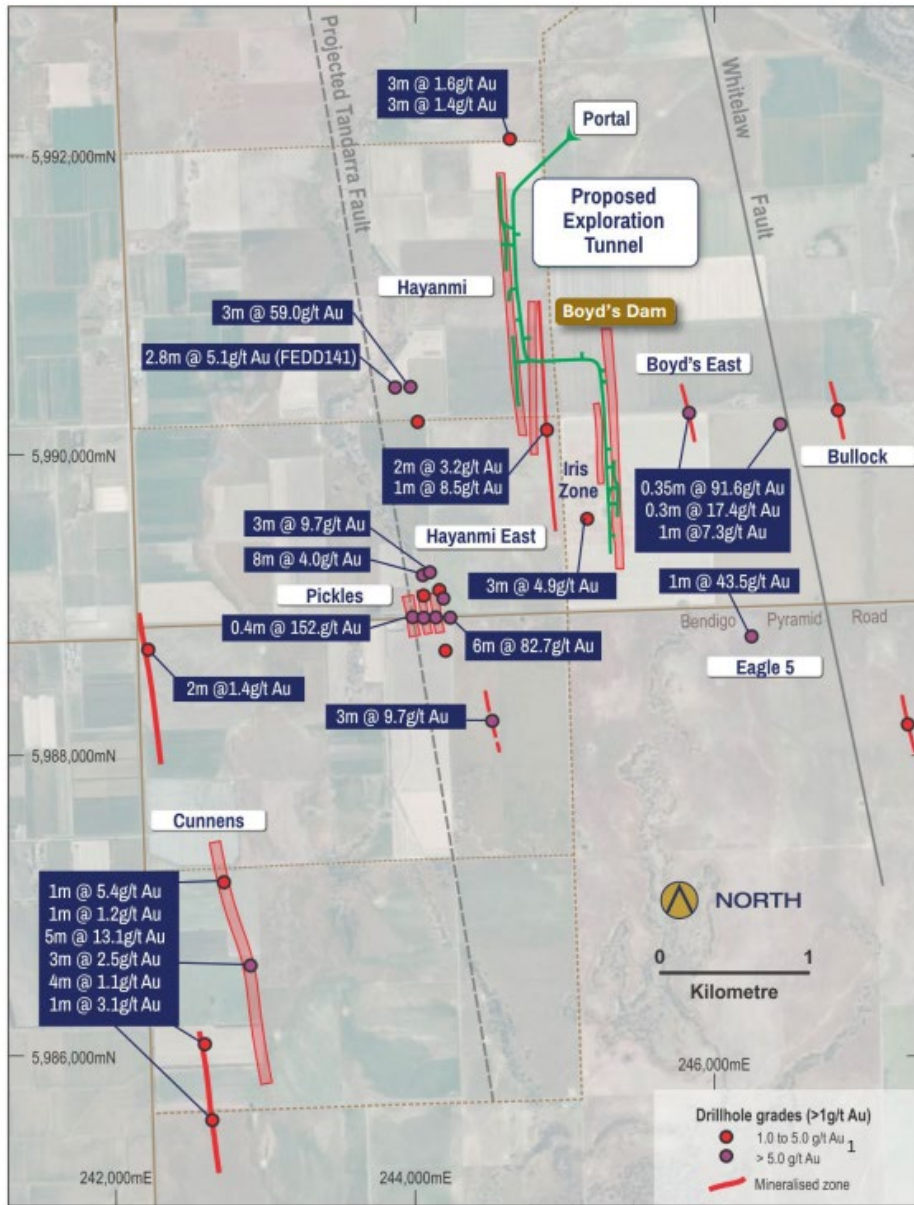 Projected Tandarra Fault
Whitelaw
Fault
3m @ 1.6g/t Au
3m @ 1.4g/t Au
Portal
5,992,000mN
Proposed
Exploration
Tunnel
Hayanmi
3m @ 59.0g/t Au
Boyd's Dam
2.8m @ 5.1g/t Au (FEDD141)
Boyd's East
5,990,000mN
Bullock
2m @ 3.2g/t Au
1m @ 8.5g/t Au
Iris
Zone
0.35m @ 91.6g/t Au
0.3m @ 17.4g/t Au
1m @7.3g/t Au
3m @ 9.7g/t Au
Hayanmi East
8m @ 4.0g/t Au
3m @ 4.9g/t Au
1m @ 43.5g/t Au
Pickles
0.4m @ 152.g/t Au
Bendigo Pyramid Road
6m @ 82.7g/t Au
Eagle 5
2m @1.4g/t Au
3m @ 9.7g/t Au
5,988,000mN
Cunnens
1m @ 5.4g/t Au
1m @ 1.2g/t Au
5m @ 13.1g/t Au
3m @ 2.5g/t Au
4m @ 1.1g/t Au
1m @ 3.1g/t Au
NORTH
0 1
Kilometre
5,986,000mN
246,000mE
Drillhole grades (>1g/t Au)
1.0 to 5.0 g/t Au 1
> 5.0 g/t Au
Mineralised zone
242,000mE
244,000mE